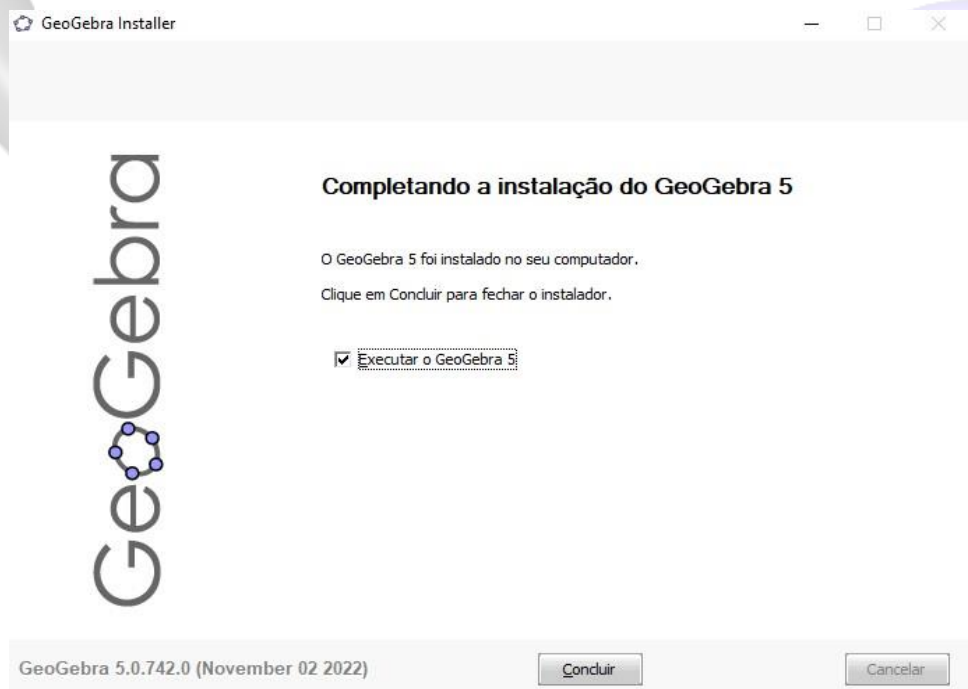 GeoGebra Installer
GeoGebra
Completando a instalação do GeoGebra 5
O GeoGebra 5 foi instalado no seu computador.
Clique em Concluir para fechar o instalador.
Executar o GeoGebra 5
GeoGebra 5.0.742.0 (November 02 2022)
Concluir
Cancelar